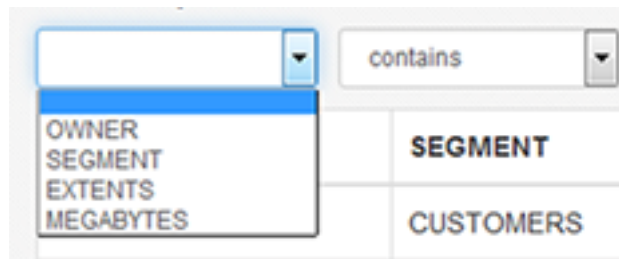 contains
OWNER
SEGMENT
EXTENTS
MEGABYTES
SEGMENT
CUSTOMERS